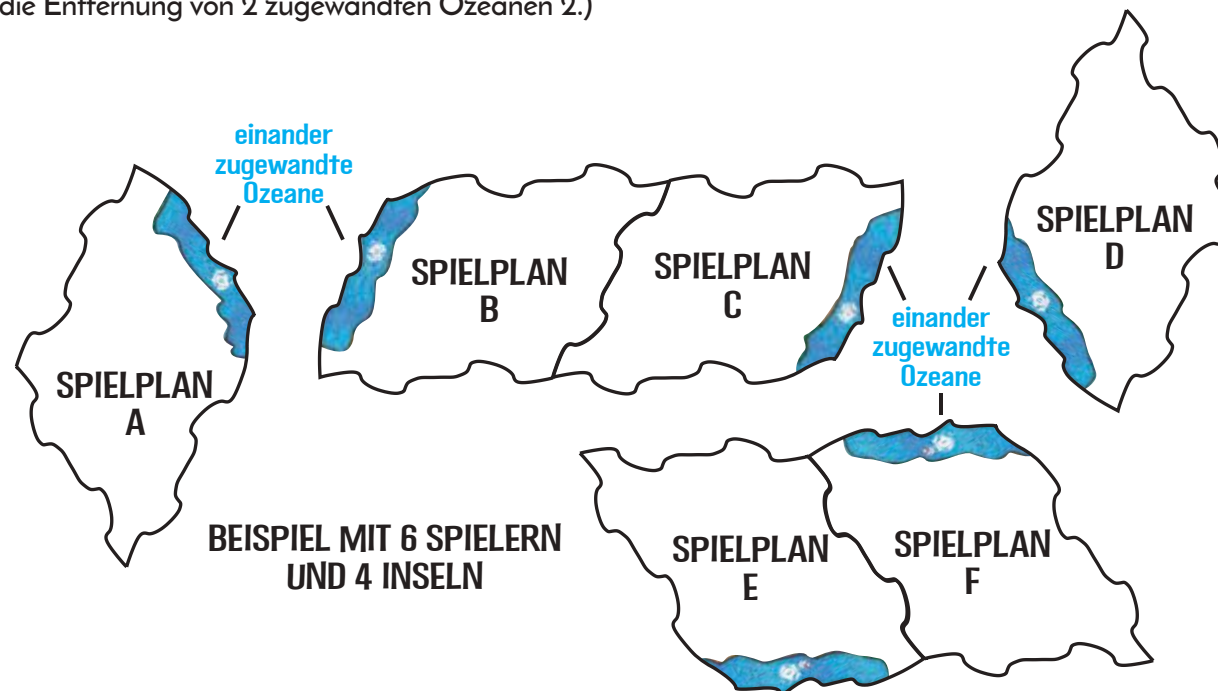 die Entfernung von 2 zugewandten Ozeanen 2.)
einander
zugewandte
Ozeane
SPIELPLAN
A
SPIELPLAN
B
SPIELPLAN
C
SPIELPLAN
D
einander
zugewandte
Ozeane
BEISPIEL MIT 6 SPIELERN
UND 4 INSELN
SPIELPLAN
E
SPIELPLAN
F